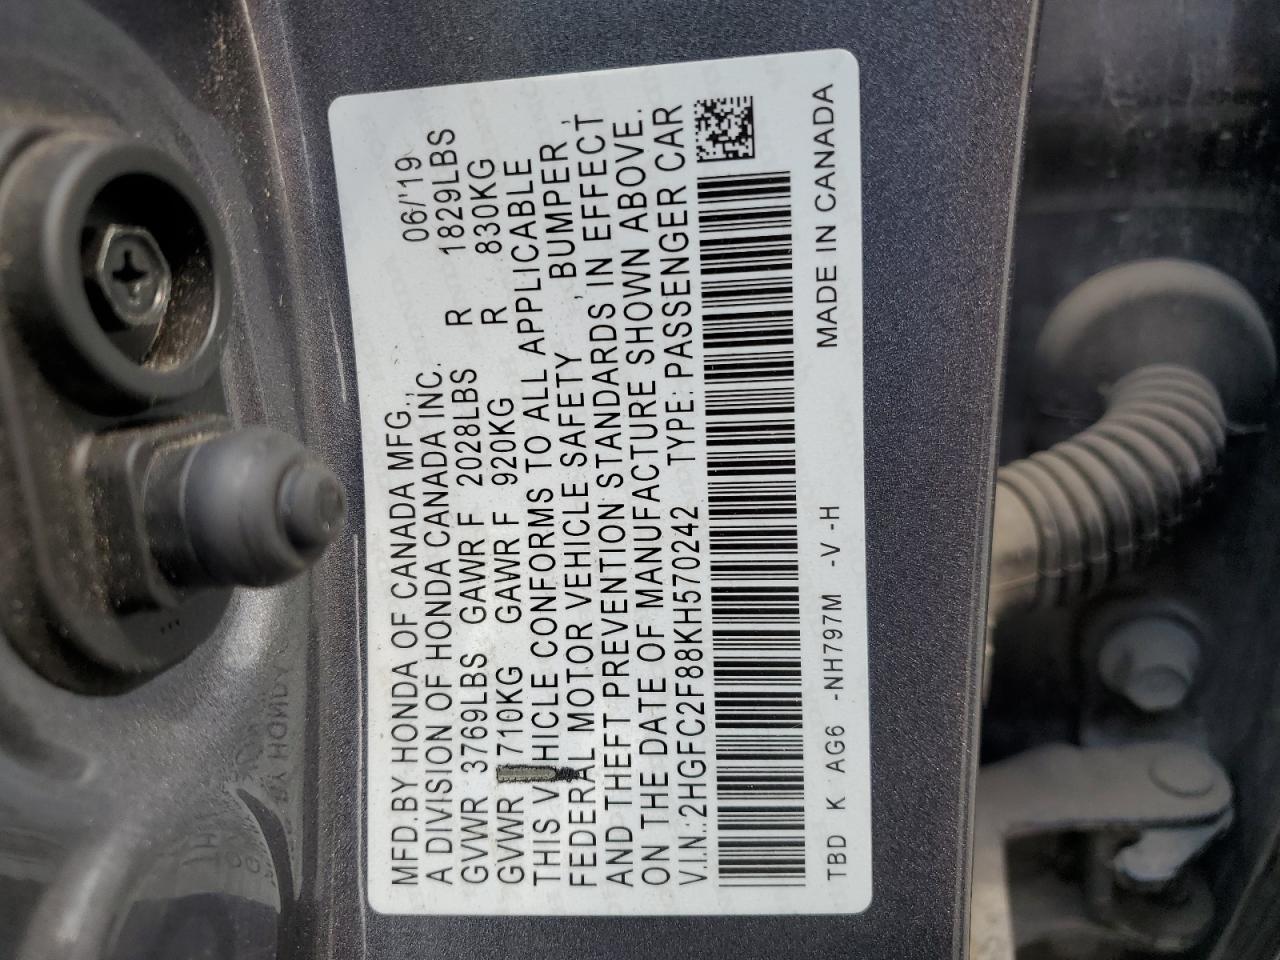 MFD.BY HONDA OF CANADA MFG., 06/'19
A DIVISION OF HONDA CANADA INC.
GVWR 3769LBS GAWR F 2028LBS R 1829LBS
GVWR 1710KG GAWR F 920KG R 830KG
THIS VEHICLE CONFORMS TO ALL APPLICABLE
FEDERAL MOTOR VEHICLE SAFETY, BUMPER,
AND THEFT PREVENTION STANDARDS IN EFFECT
ON THE DATE OF MANUFACTURE SHOWN ABOVE.
V.I.N.:2HGFC2F88KH570242 TYPE: PASSENGER CAR
TBD K AG6 -NH797M -V -H MADE IN CANADA